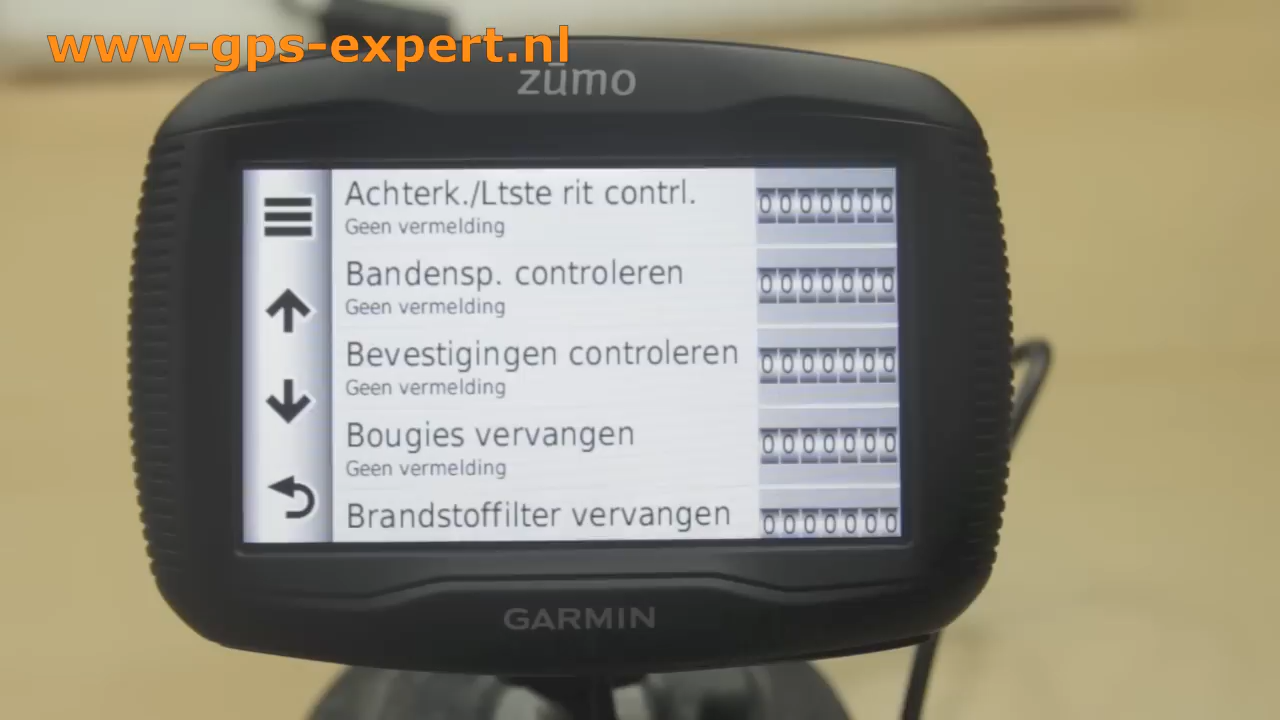 www-gps-expert.nl
zūmo
Achterk./Ltste rit contrl.
Geen vermelding
0000000
Bandensp. controleren
Geen vermelding
0000000
Bevestigingen controleren
Geen vermelding
0000000
Bougies vervangen
Geen vermelding
0000000
Brandstoffilter vervangen
0000000
GARMIN